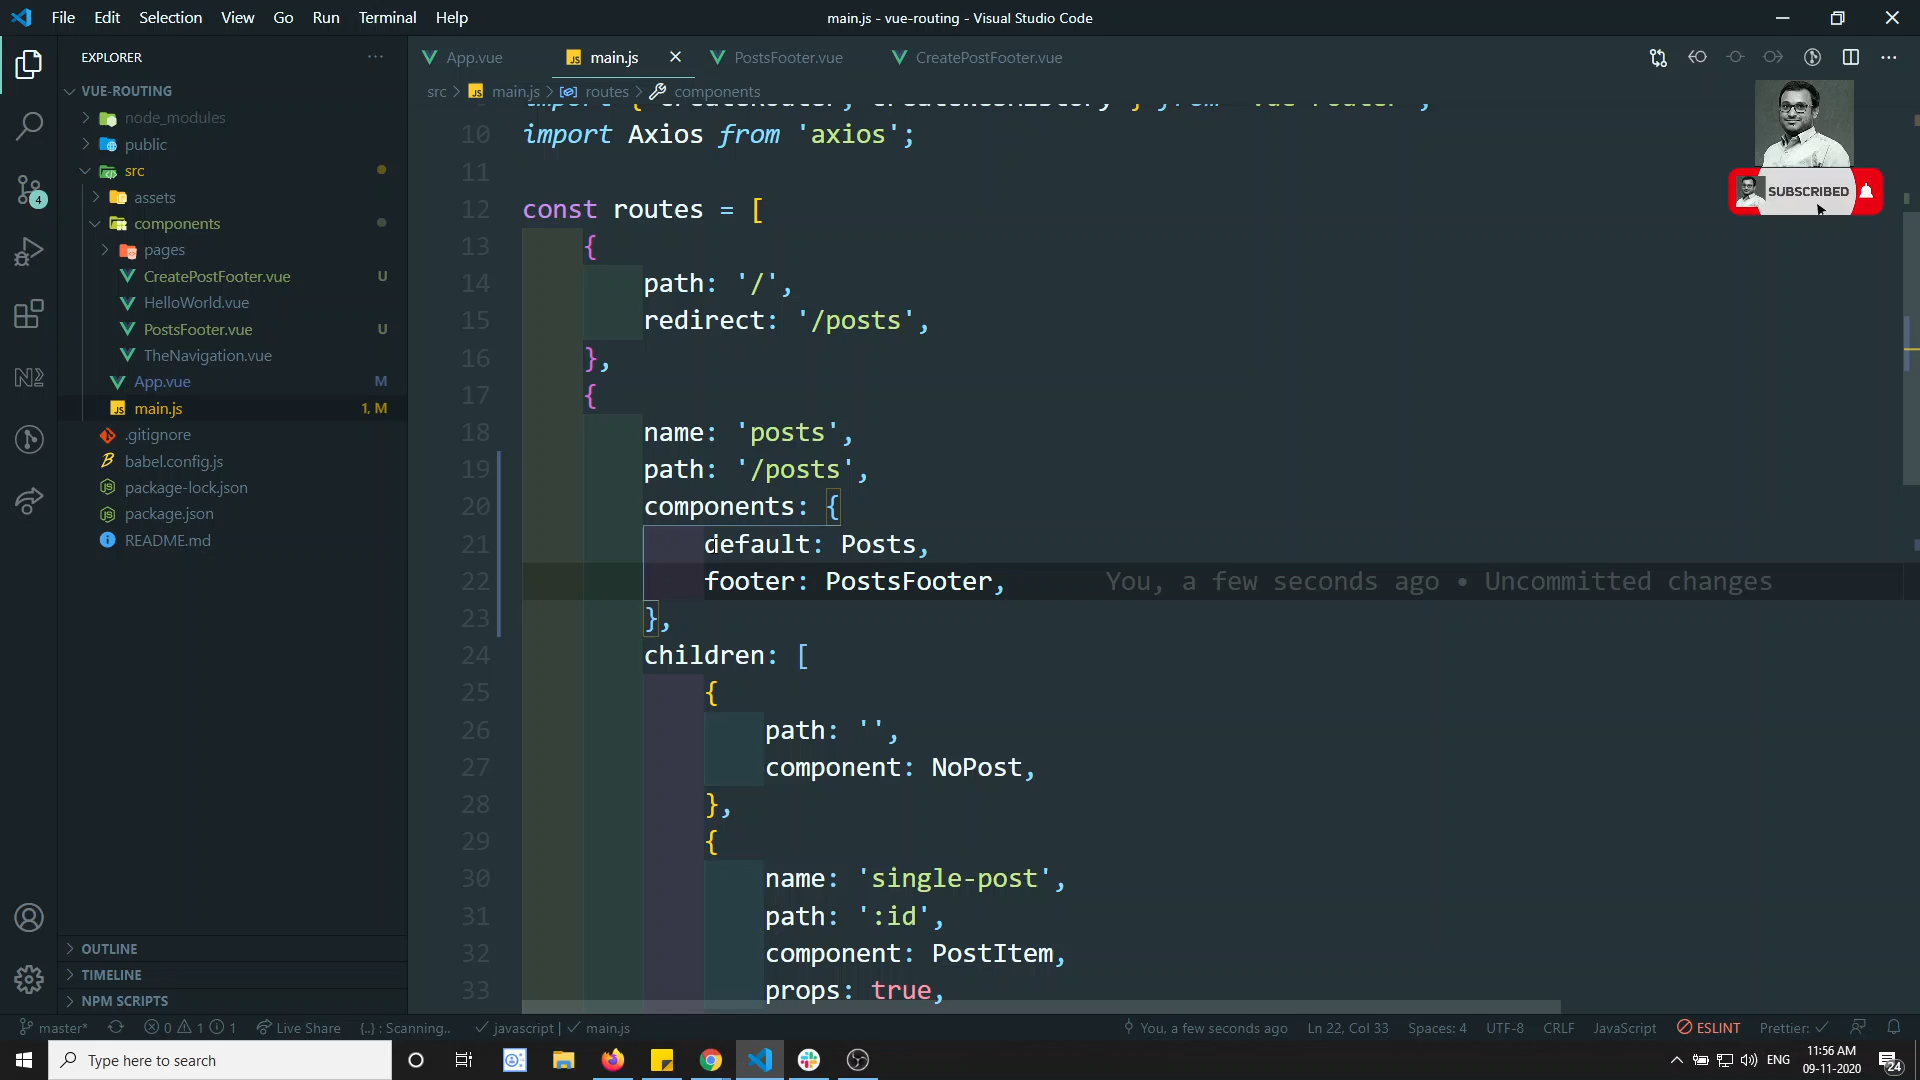 File Edit Selection View Go Run Terminal Help
main.js - vue-routing - Visual Studio Code
EXPLORER
VUE-ROUTING
node_modules
public
src
assets
components
pages
CreatePostFooter.vue U
HelloWorld.vue
PostsFooter.vue U
TheNavigation.vue
App.vue M
main.js 1, M
.gitignore
babel.config.js
package-lock.json
package.json
README.md
OUTLINE
TIMELINE
NPM SCRIPTS
4
App.vue main.js PostsFooter.vue CreatePostFooter.vue
src > main.js > routes > components
10 import Axios from 'axios';
11
12 const routes = [
13 {
14 path: '/',
15 redirect: '/posts',
16 },
17 {
18 name: 'posts',
19 path: '/posts',
20 components: {
21 default: Posts,
22 footer: PostsFooter, You, a few seconds ago • Uncommitted changes
23 },
24 children: [
25 {
26 path: '',
27 component: NoPost,
28 },
29 {
30 name: 'single-post',
31 path: ':id',
32 component: PostItem,
33 props: true,
SUBSCRIBED
master* 0 1 1 Live Share {..} : Scanning.. javascript | main.js You, a few seconds ago Ln 22, Col 33 Spaces: 4 UTF-8 CRLF JavaScript ESLINT Prettier:
Type here to search
ENG
11:56 AM
09-11-2020
24